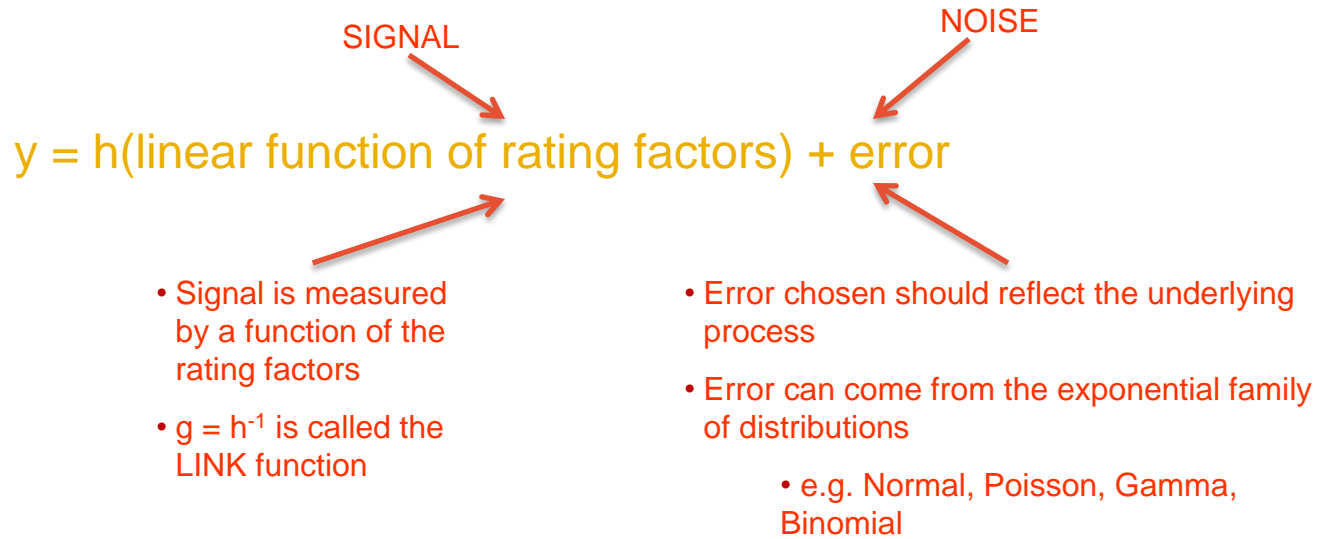 SIGNAL
NOISE
y = h(linear function of rating factors) + error
• Signal is measured
by a function of the
rating factors
• g = h⁻¹ is called the
LINK function
• Error chosen should reflect the underlying
process
• Error can come from the exponential family
of distributions
• e.g. Normal, Poisson, Gamma,
Binomial